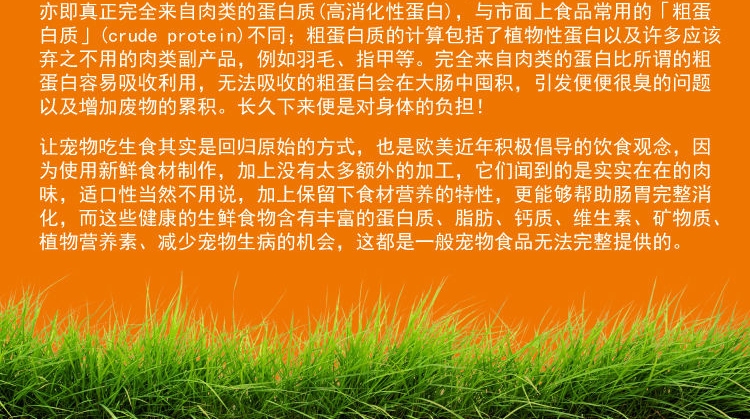 亦即真正完全来自肉类的蛋白质(高消化性蛋白)，与市面上食品常用的「粗蛋
白质」(crude protein)不同；粗蛋白质的计算包括了植物性蛋白以及许多应该
弃之不用的肉类副产品，例如羽毛、指甲等。完全来自肉类的蛋白比所谓的粗
蛋白容易吸收利用，无法吸收的粗蛋白会在大肠中囤积，引发便便很臭的问题
以及增加废物的累积。长久下来便是对身体的负担！
让宠物吃生食其实是回归原始的方式，也是欧美近年积极倡导的饮食观念，因
为使用新鲜食材制作，加上没有太多额外的加工，它们闻到的是实实在在的肉
味，适口性当然不用说，加上保留下食材营养的特性，更能够帮助肠胃完整消
化，而这些健康的生鲜食物含有丰富的蛋白质、脂肪、钙质、维生素、矿物质、
植物营养素、减少宠物生病的机会，这都是一般宠物食品无法完整提供的。